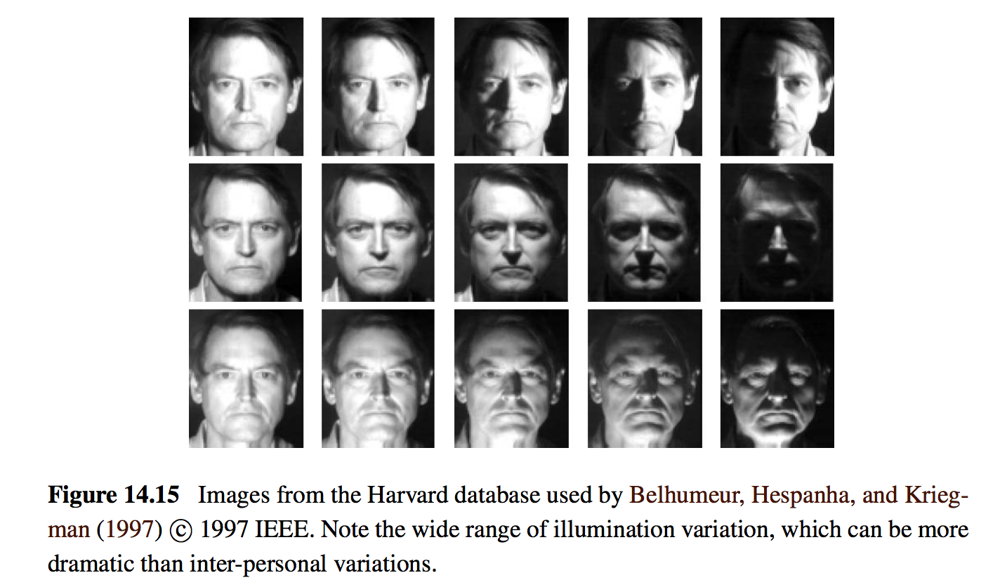 Figure 14.15 Images from the Harvard database used by Belhumeur, Hespanha, and Krieg-
man (1997) © 1997 IEEE. Note the wide range of illumination variation, which can be more
dramatic than inter-personal variations.